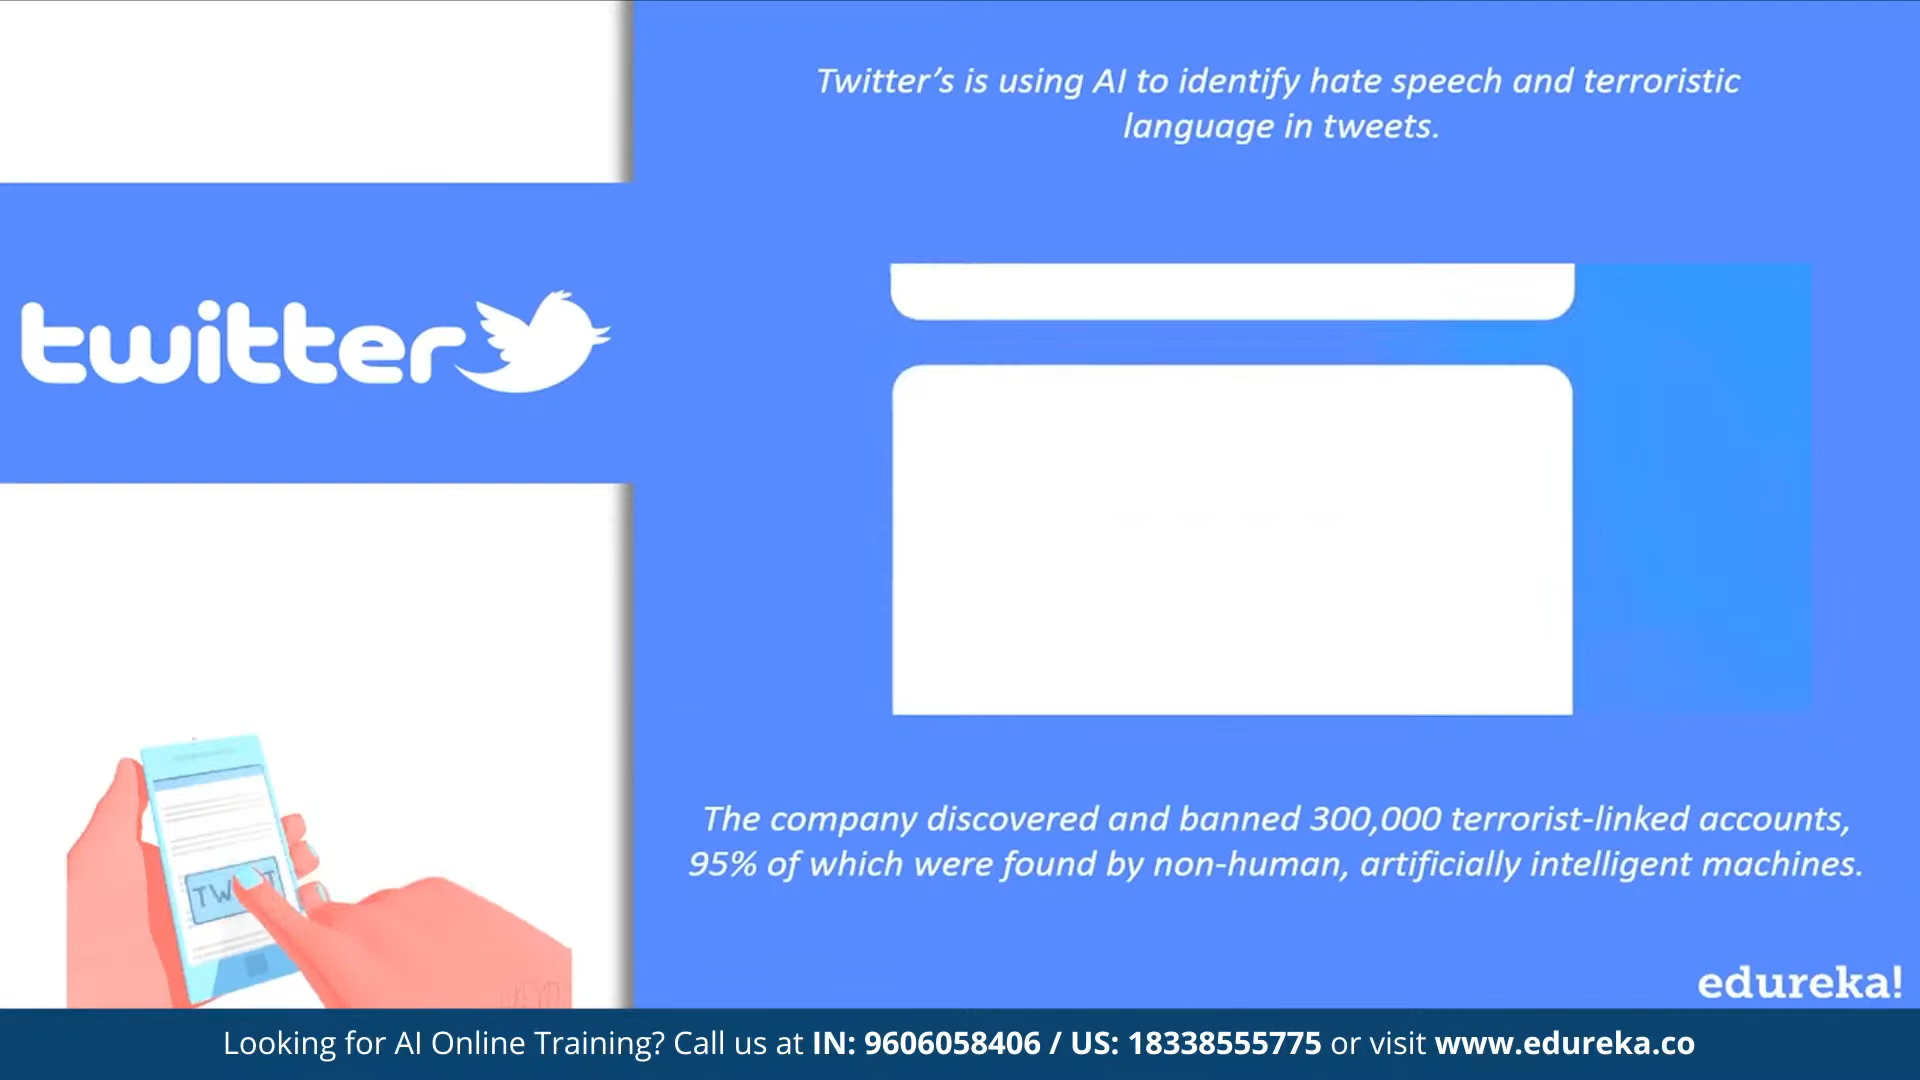 Twitter's is using AI to identify hate speech and terroristic
language in tweets.
twitter
TW T
The company discovered and banned 300,000 terrorist-linked accounts,
95% of which were found by non-human, artificially intelligent machines.
edureka!
Looking for AI Online Training? Call us at IN: 9606058406 / US: 18338555775 or visit www.edureka.co